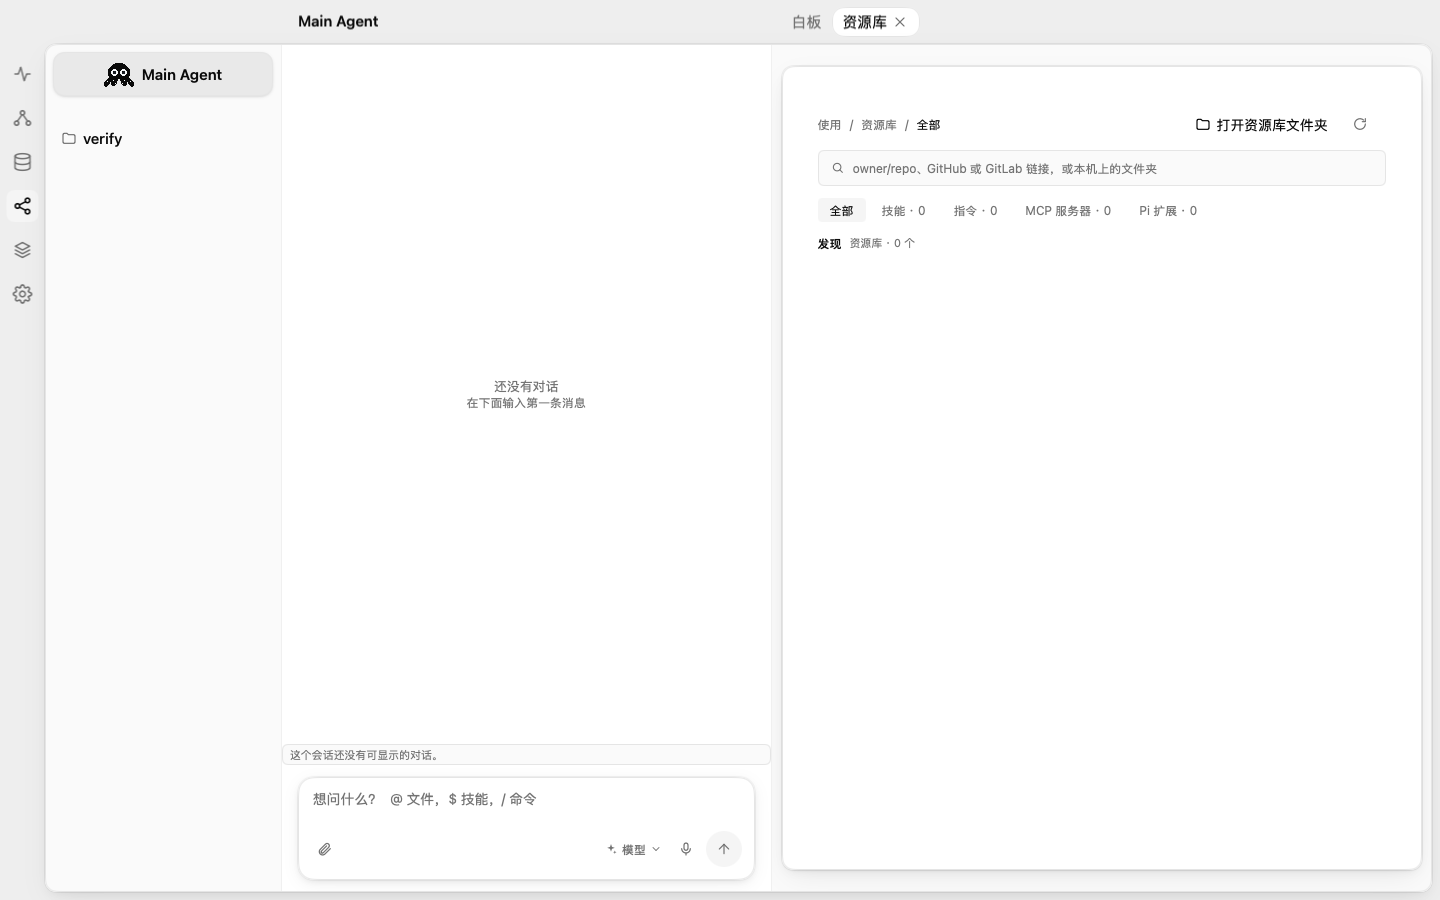 Main Agent
白板
资源库
Main Agent
verify
还没有对话
在下面输入第一条消息
这个会话还没有可显示的对话。
想问什么? @ 文件，$ 技能，/ 命令
模型
使用 / 资源库 / 全部
打开资源库文件夹
owner/repo、GitHub 或 GitLab 链接，或本机上的文件夹
全部 技能 · 0 指令 · 0 MCP 服务器 · 0 Pi 扩展 · 0
发现 资源库 · 0 个